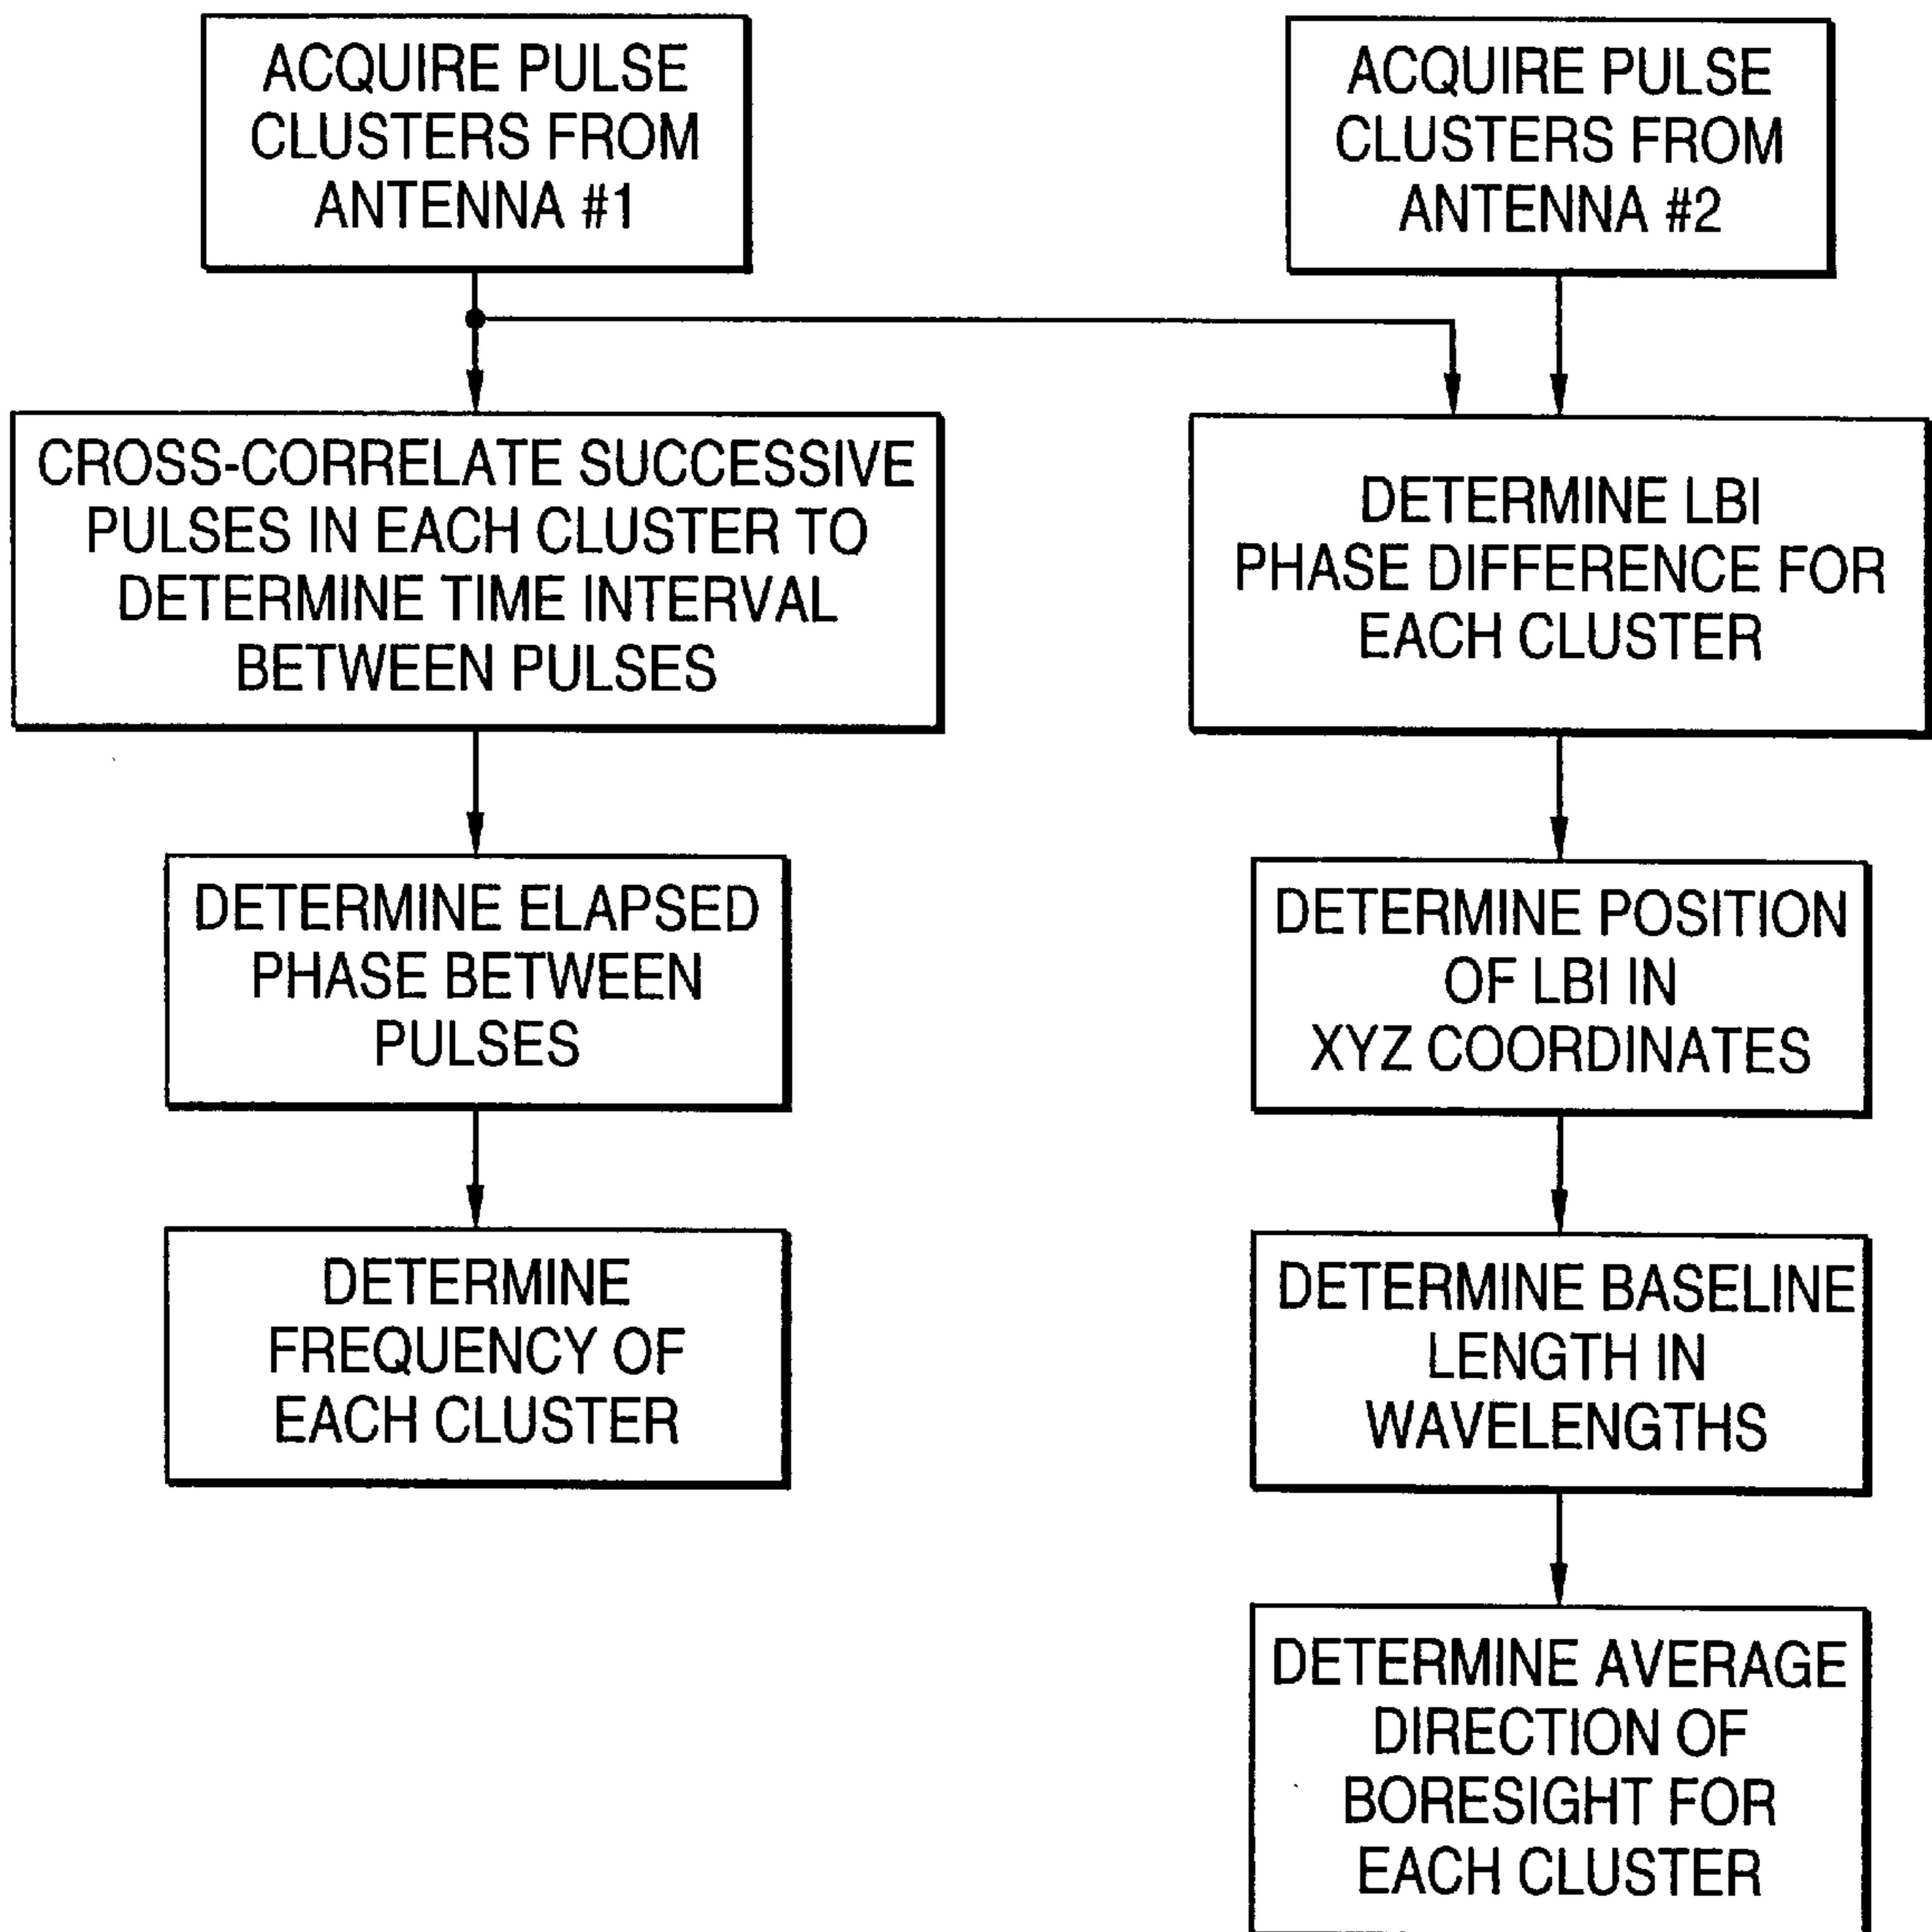 ACQUIRE PULSE
CLUSTERS FROM
ANTENNA #1
ACQUIRE PULSE
CLUSTERS FROM
ANTENNA #2
CROSS-CORRELATE SUCCESSIVE
PULSES IN EACH CLUSTER TO
DETERMINE TIME INTERVAL
BETWEEN PULSES
DETERMINE LBI
PHASE DIFFERENCE FOR
EACH CLUSTER
DETERMINE ELAPSED
PHASE BETWEEN
PULSES
DETERMINE POSITION
OF LBI IN
XYZ COORDINATES
DETERMINE
FREQUENCY OF
EACH CLUSTER
DETERMINE BASELINE
LENGTH IN
WAVELENGTHS
DETERMINE AVERAGE
DIRECTION OF
BORESIGHT FOR
EACH CLUSTER